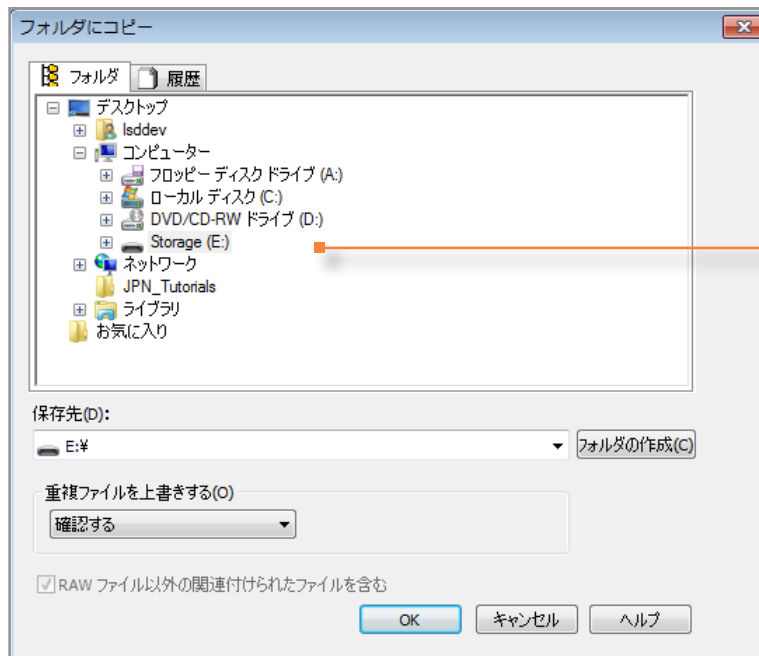 フォルダにコピー
フォルダ 履歴
デスクトップ
lsddev
コンピューター
フロッピー ディスク ドライブ (A:)
ローカル ディスク (C:)
DVD/CD-RW ドライブ (D:)
Storage (E:)
ネットワーク
JPN_Tutorials
ライブラリ
お気に入り
保存先(D):
E:¥ フォルダの作成(C)
重複ファイルを上書きする(O)
確認する
RAW ファイル以外の関連付けられたファイルを含む
OK キャンセル ヘルプ